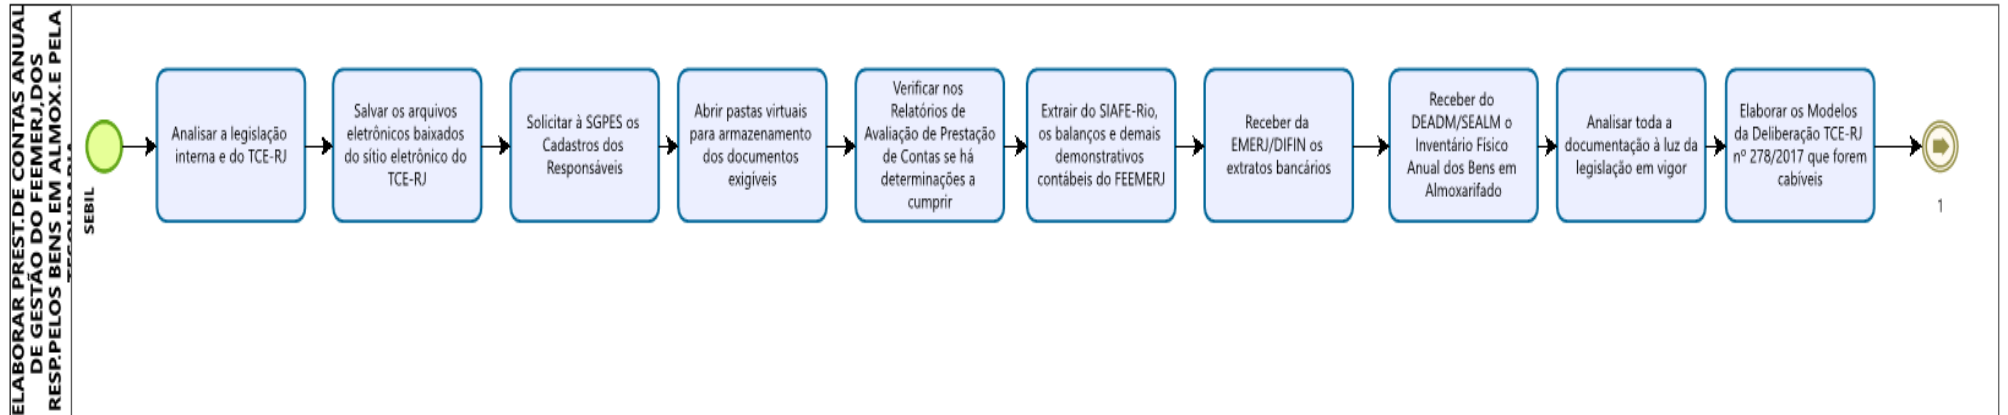 ELABORAR PREST.DE CONTAS ANUAL
DE GESTÃO DO FEEMERJ,DOS
RESP.PELOS BENS EM ALMOX.E PELA
SEBIL
Analisar a legislação
interna e do TCE-RJ
Salvar os arquivos
eletrônicos baixados
do sítio eletrônico do
TCE-RJ
Solicitar à SGPES os
Cadastros dos
Responsáveis
Abrir pastas virtuais
para armazenamento
dos documentos
exigíveis
Verificar nos
Relatórios de
Avaliação de Prestação
de Contas se há
determinações a
cumprir
Extrair do SIAFE-Rio,
os balanços e demais
demonstrativos
contábeis do FEEMERJ
Receber da
EMERJ/DIFIN os
extratos bancários
Receber do
DEADM/SEALM o
Inventário Físico
Anual dos Bens em
Almoxarifado
Analisar toda a
documentação à luz da
legislação em vigor
Elaborar os Modelos
da Deliberação TCE-RJ
nº 278/2017 que forem
cabíveis
1